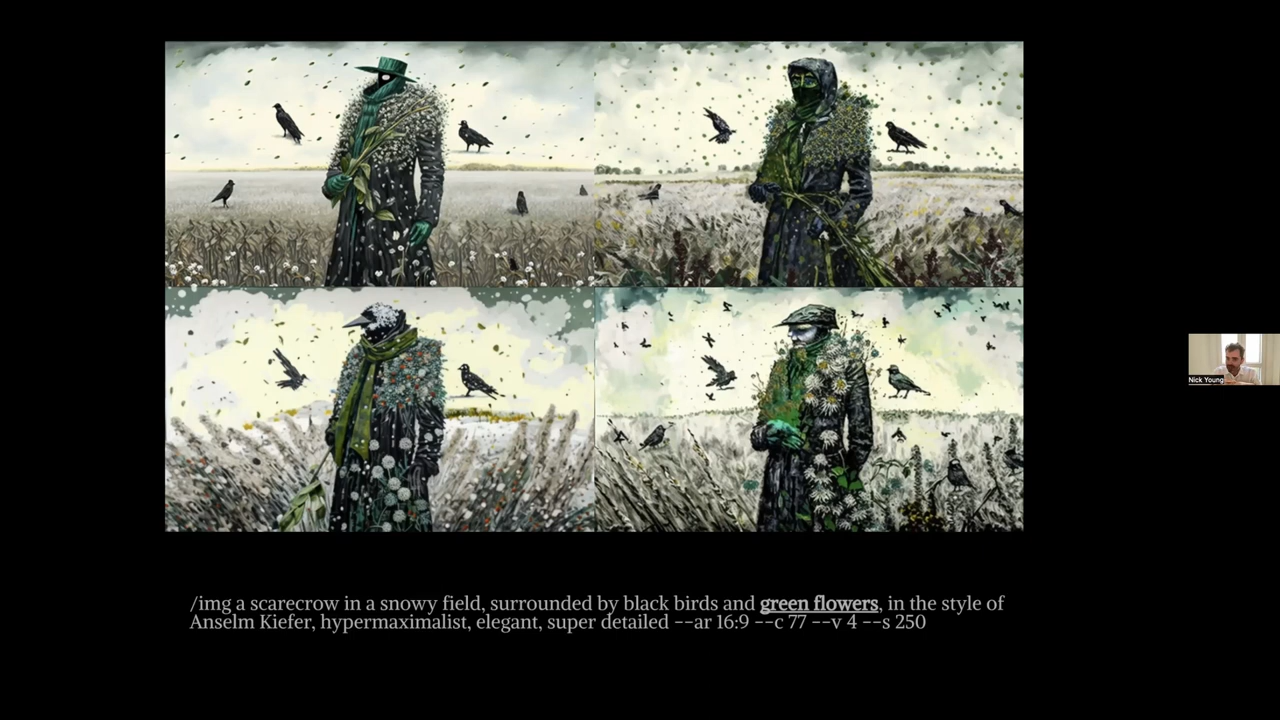 Nick Young
/img a scarecrow in a snowy field, surrounded by black birds and green flowers, in the style of
Anselm Kiefer, hypermaximalist, elegant, super detailed --ar 16:9 --c 77 --v 4 --s 250